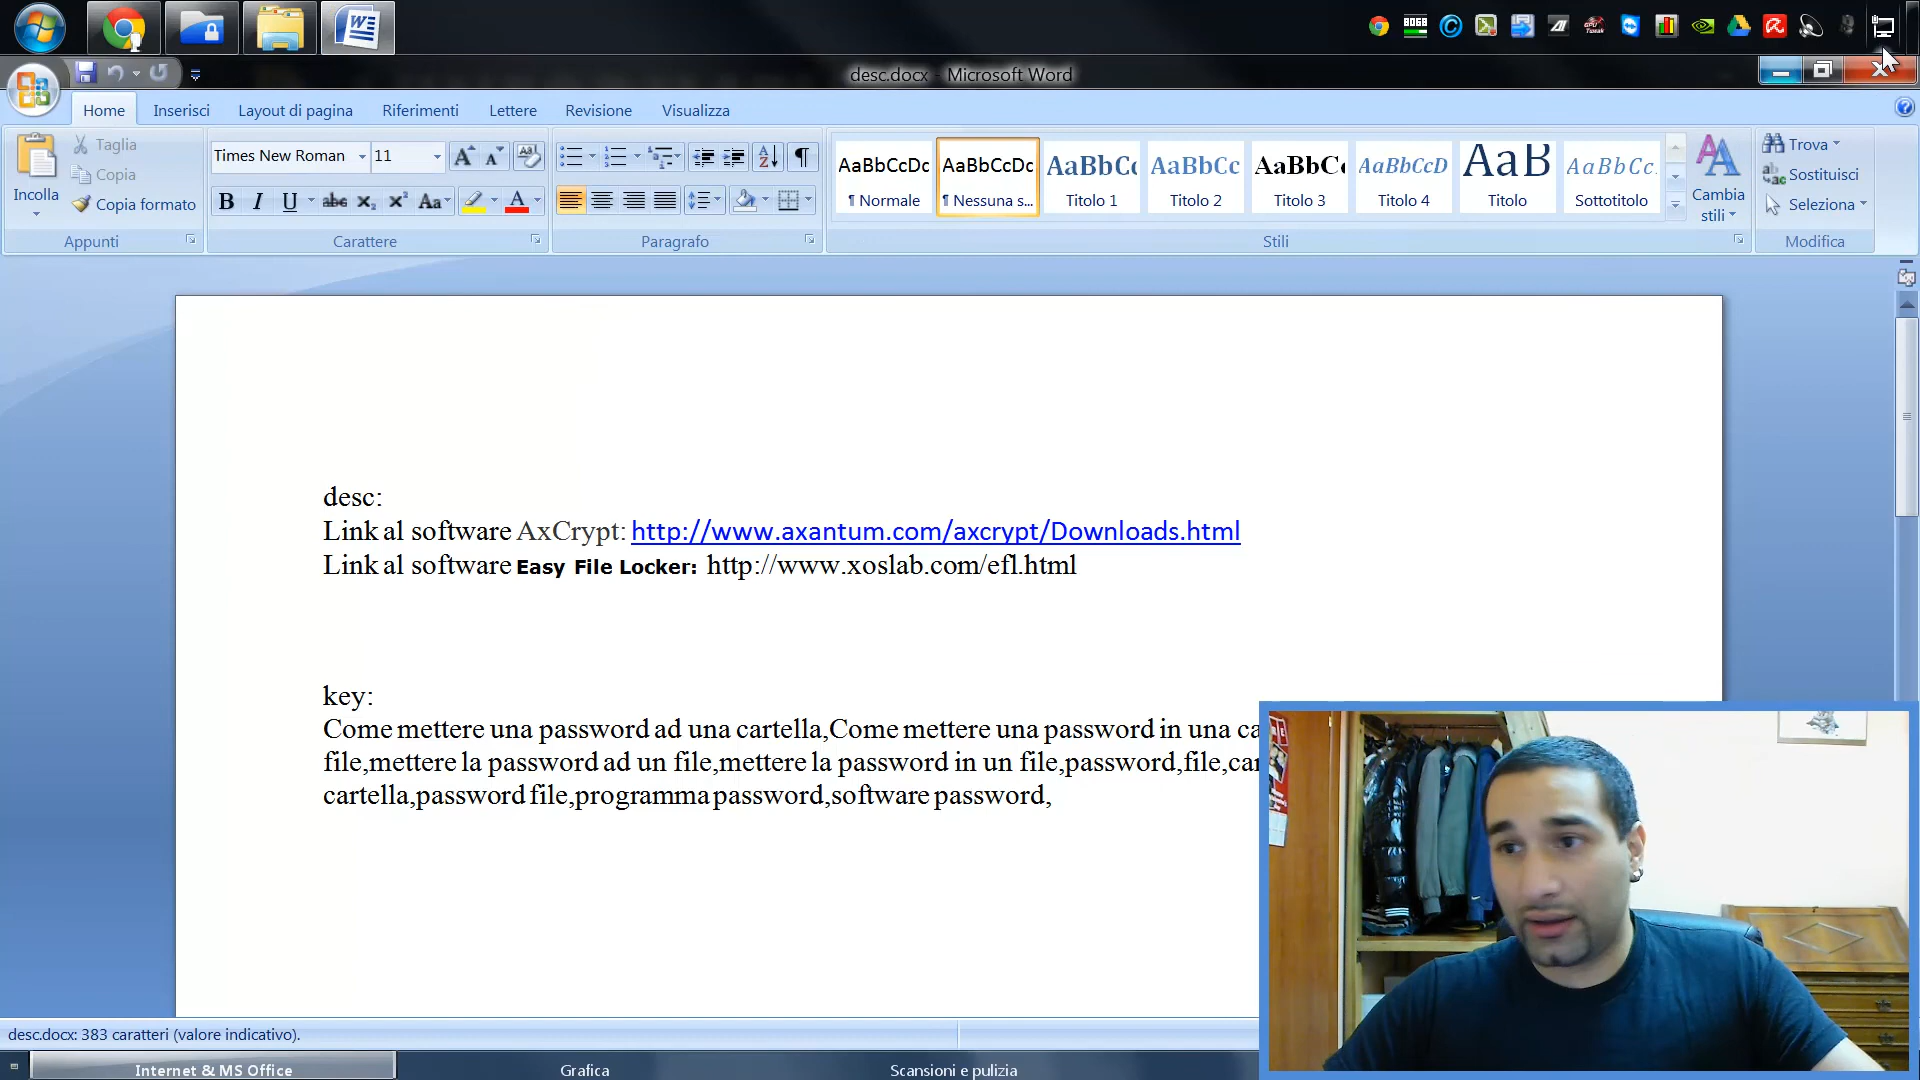 8068
desc.docx - Microsoft Word
Home Inserisci Layout di pagina Riferimenti Lettere Revisione Visualizza
Incolla
Taglia
Copia
Copia formato
Appunti
Times New Roman 11
Carattere
Paragrafo
AaBbCcDc AaBbCcDc AaBbC AaBbCc AaBbC AaBbCcD AaB AaBbCc.
¶ Normale ¶ Nessuna s... Titolo 1 Titolo 2 Titolo 3 Titolo 4 Titolo Sottotitolo
Stili
Cambia
stili
Trova
Sostituisci
Seleziona
Modifica
desc:
Link al software AxCrypt: http://www.axantum.com/axcrypt/Downloads.html
Link al software Easy File Locker: http://www.xoslab.com/efl.html
key:
Come mettere una password ad una cartella,Come mettere una password in una ca
file,mettere la password ad un file,mettere la password in un file,password,file,car
cartella,password file,programma password,software password,
desc.docx: 383 caratteri (valore indicativo).
Internet & MS Office Grafica Scansioni e pulizia